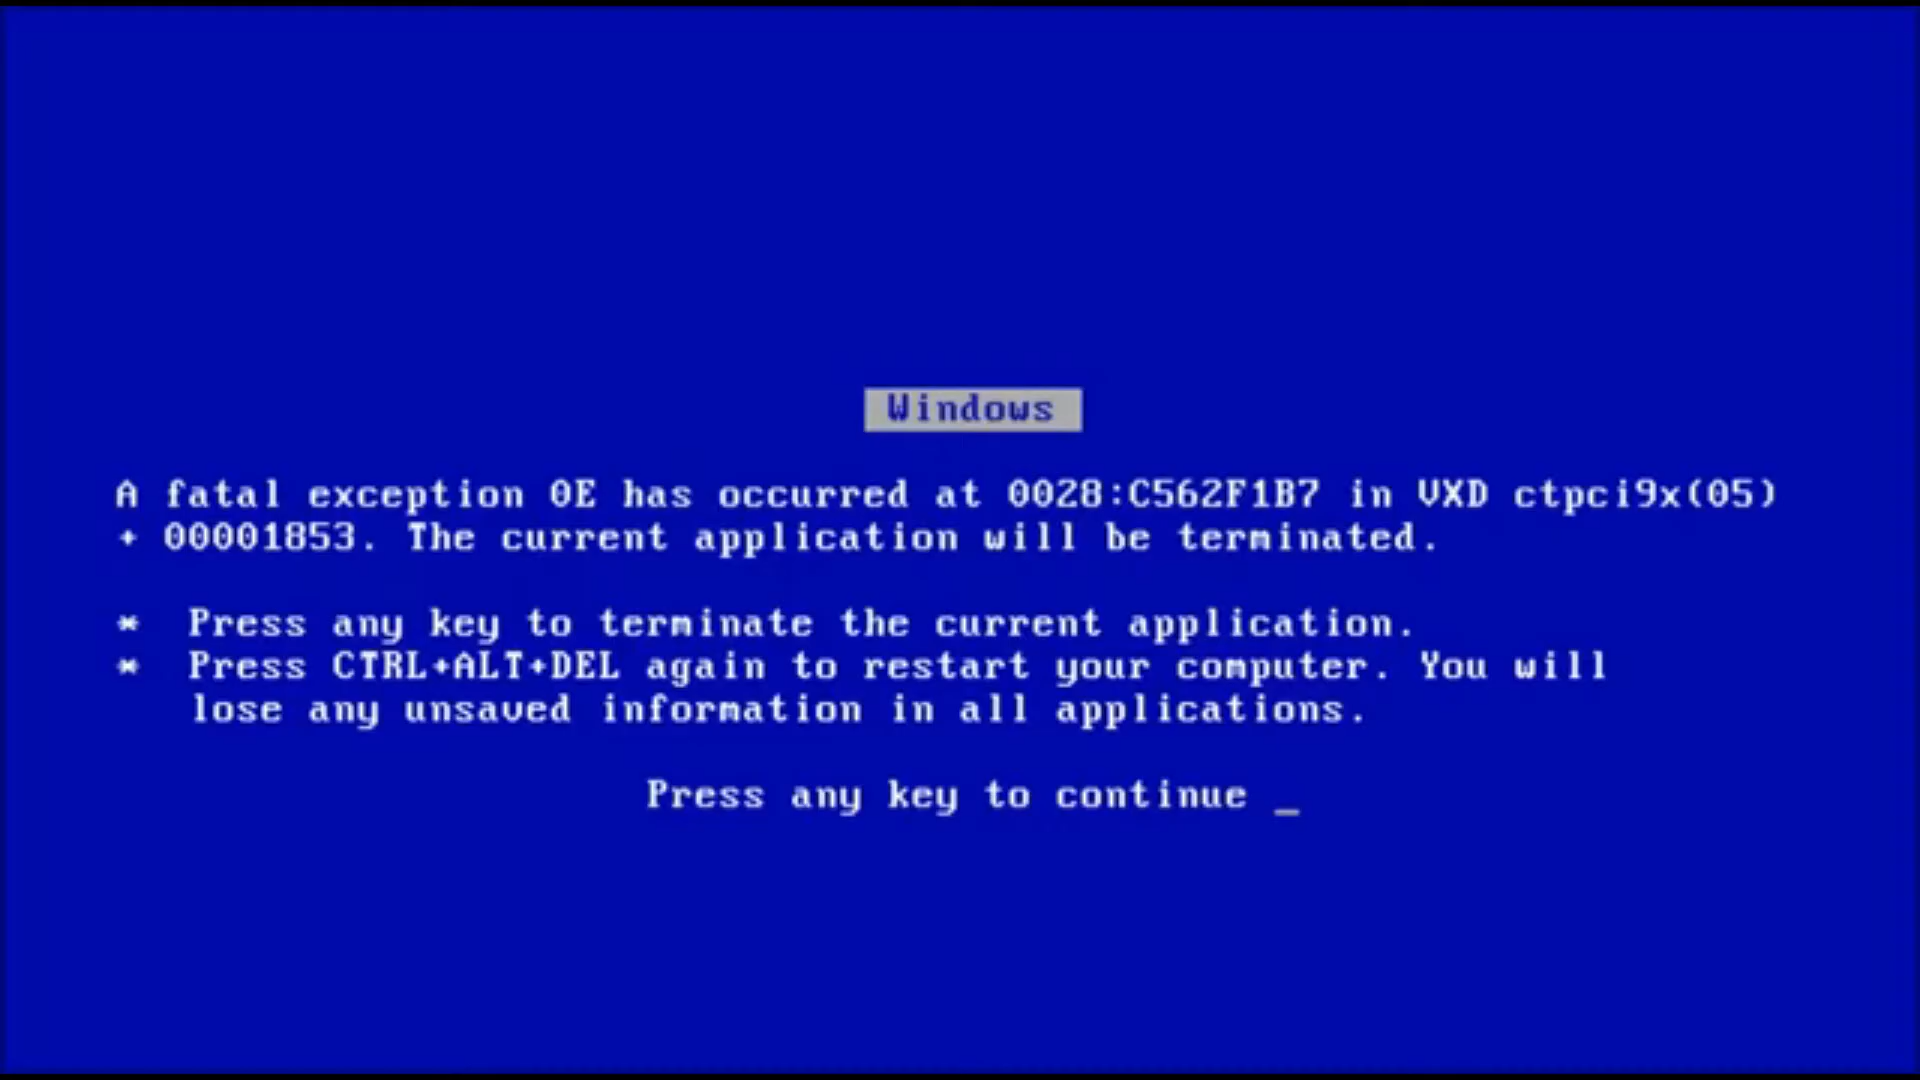 Windows
A fatal exception 0E has occurred at 0028:C562F1B7 in VXD ctpci9x(05)
+ 00001853. The current application will be terminated.
* Press any key to terminate the current application.
* Press CTRL+ALT+DEL again to restart your computer. You will
lose any unsaved information in all applications.
Press any key to continue _